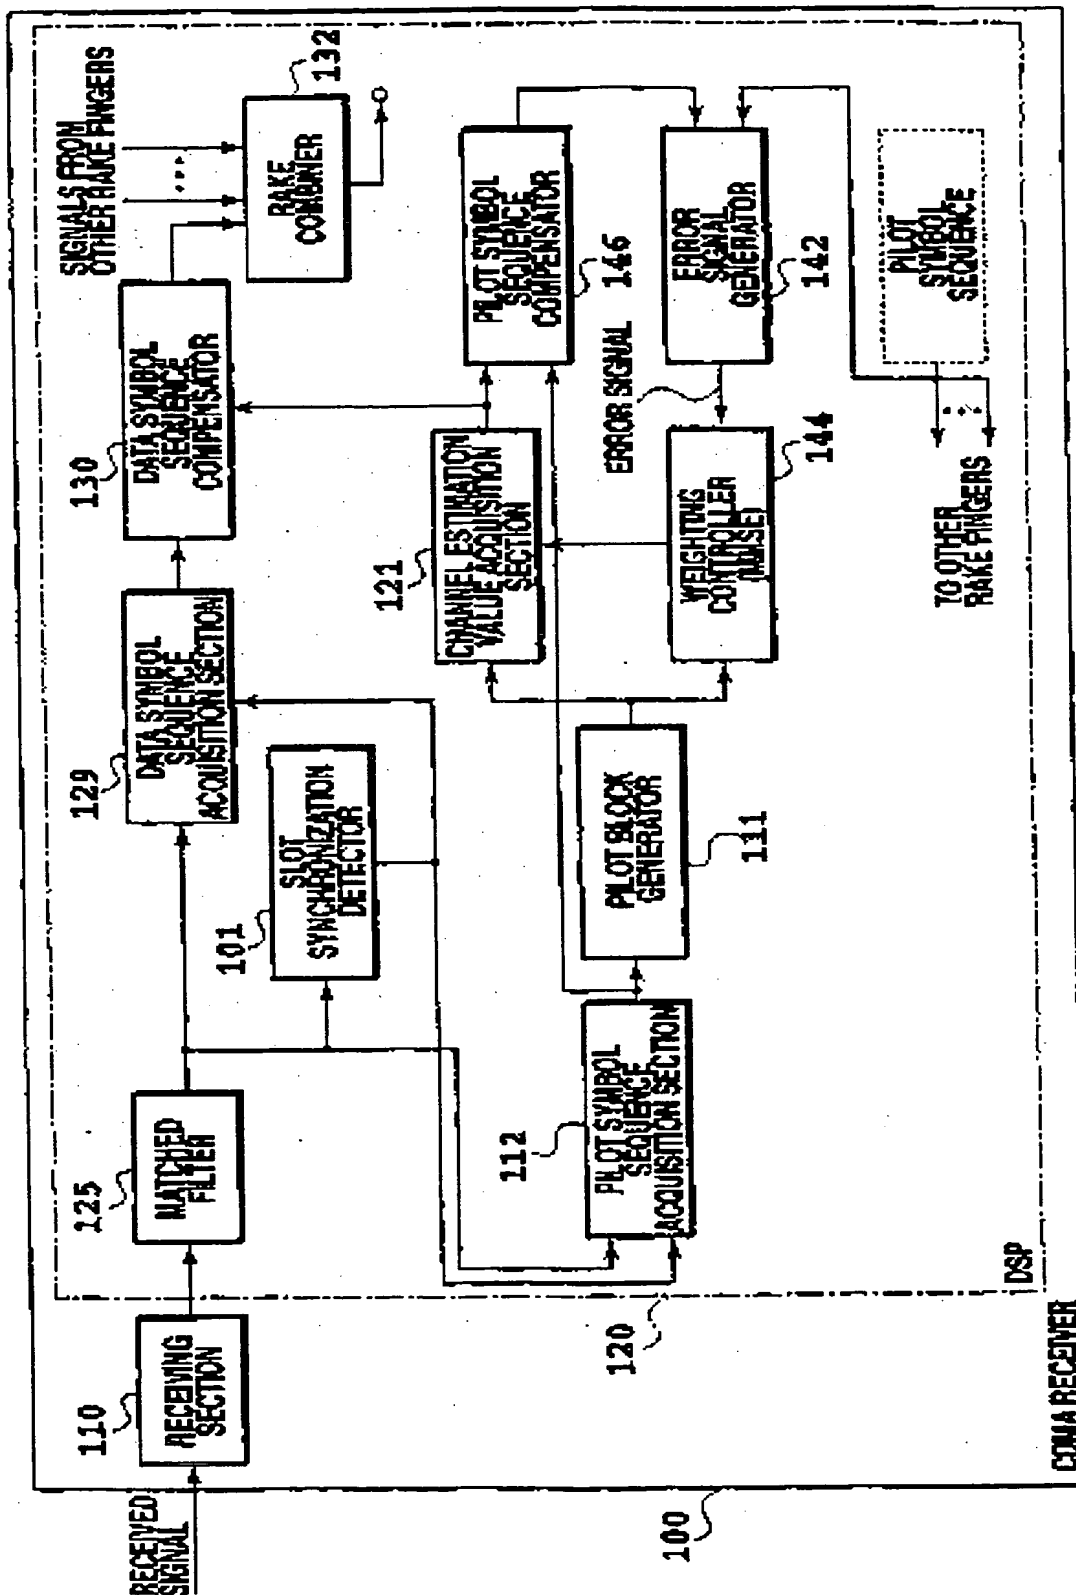 RECEIVED
SIGNAL
100
CDMA RECEIVER
110
RECEIVING
SECTION
120
DSP
125
MATCHED
FILTER
101
SLOT
SYNCHRONIZATION
DETECTOR
129
DATA SYMBOL
SEQUENCE
ACQUISITION SECTION
130
DATA SYMBOL
SEQUENCE
COMPENSATOR
SIGNALS FROM
OTHER RAKE FINGERS
RAKE
COMBINER
132
112
PILOT SYMBOL
SEQUENCE
ACQUISITION SECTION
PILOT BLOCK
GENERATOR
111
121
CHANNEL ESTIMATION
VALUE ACQUISITION
SECTION
PILOT SYMBOL
SEQUENCE
COMPENSATOR
146
WEIGHTING
CONTROLLER
(NMSE)
144
ERROR SIGNAL
ERROR
SIGNAL
GENERATOR
142
PILOT
SYMBOL
SEQUENCE
TO OTHER
RAKE FINGERS